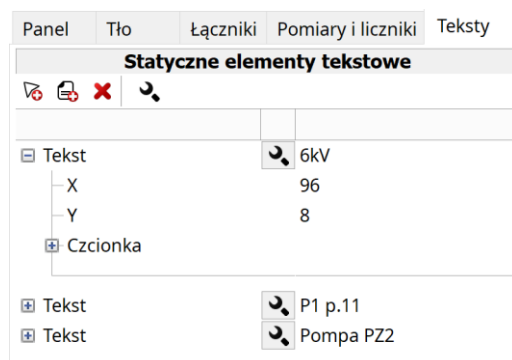 Panel Tło Łączniki Pomiary i liczniki Teksty
Statyczne elementy tekstowe
Tekst 6kV
X 96
Y 8
Czcionka
Tekst P1 p.11
Tekst Pompa PZ2